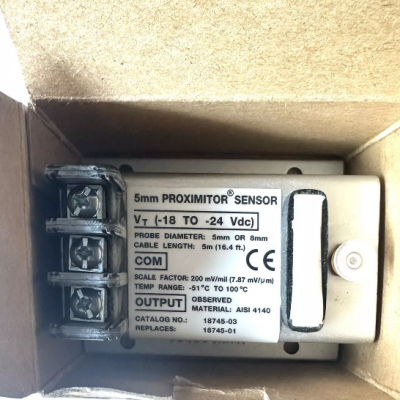 5mm PROXIMITOR® SENSOR
VT (-18 TO -24 Vdc)
PROBE DIAMETER: 5mm OR 8mm
CABLE LENGTH: 5m (16.4 ft.)
COM
CE
SCALE FACTOR: 200 mV/mil (7.87 mV/μm)
TEMP RANGE: -51°C TO 100°C
OUTPUT
OBSERVED
MATERIAL: AISI 4140
CATALOG NO.: 18745-03
REPLACES: 18745-01